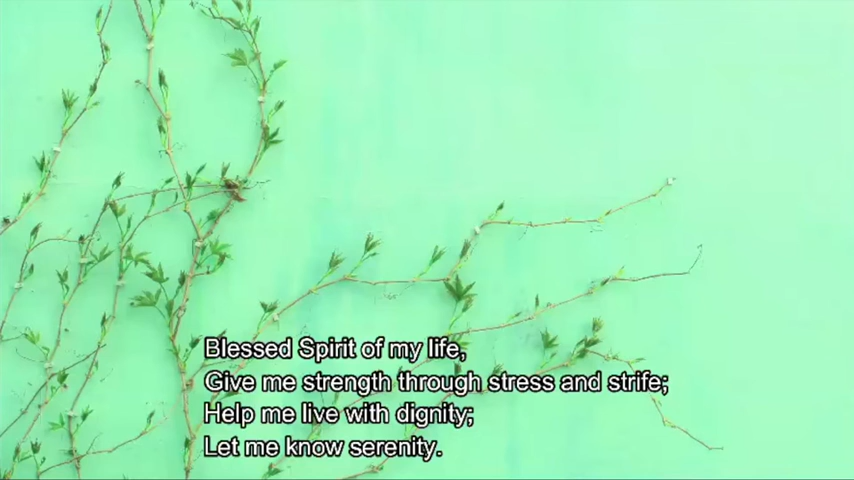 Blessed Spirit of my life,
Give me strength through stress and strife;
Help me live with dignity;
Let me know serenity.